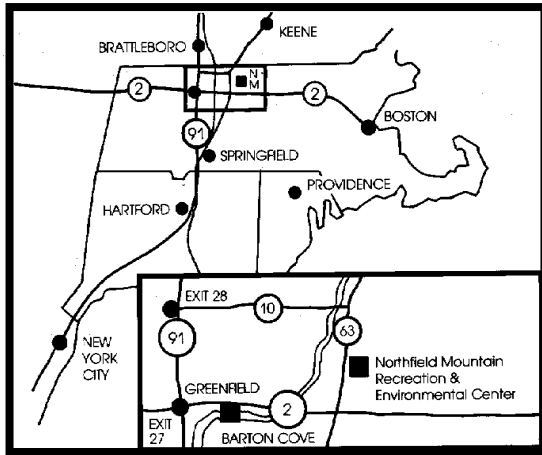 KEENE
BRATTLEBORO
N
M
2
2
BOSTON
91
SPRINGFIELD
PROVIDENCE
HARTFORD
EXIT 28
10
91
63
NEW
YORK
CITY
Northfield Mountain
Recreation &
Environmental Center
GREENFIELD
2
EXIT
27
BARTON COVE